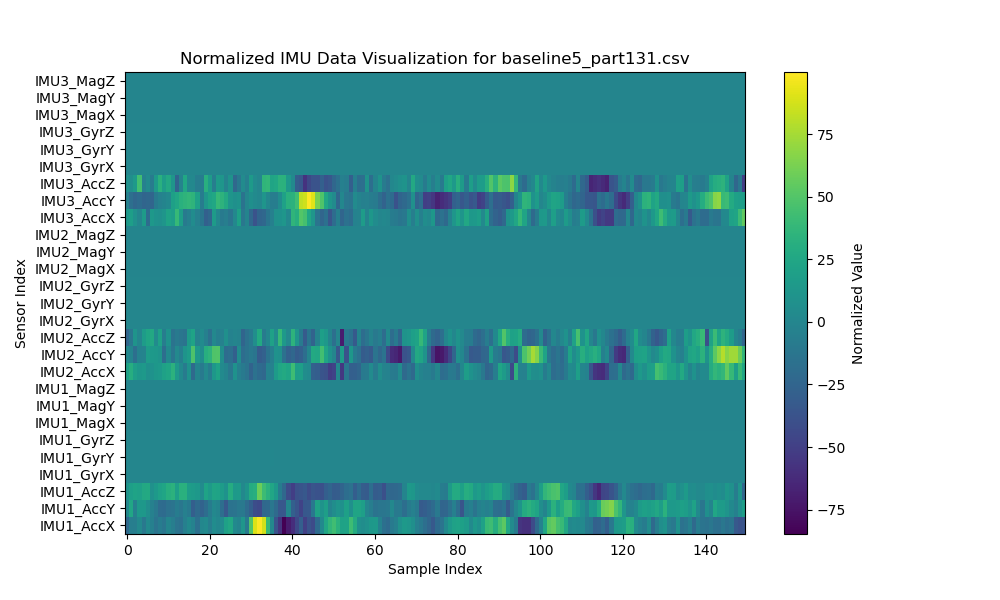 Normalized IMU Data Visualization for baseline5_part131.csv
IMU3_MagZ
IMU3_MagY
IMU3_MagX
IMU3_GyrZ
IMU3_GyrY
IMU3_GyrX
IMU3_AccZ
IMU3_AccY
IMU3_AccX
IMU2_MagZ
IMU2_MagY
IMU2_MagX
IMU2_GyrZ
IMU2_GyrY
IMU2_GyrX
IMU2_AccZ
IMU2_AccY
IMU2_AccX
IMU1_MagZ
IMU1_MagY
IMU1_MagX
IMU1_GyrZ
IMU1_GyrY
IMU1_GyrX
IMU1_AccZ
IMU1_AccY
IMU1_AccX
Sensor Index
0 20 40 60 80 100 120 140
Sample Index
75
50
25
0
−25
−50
−75
Normalized Value